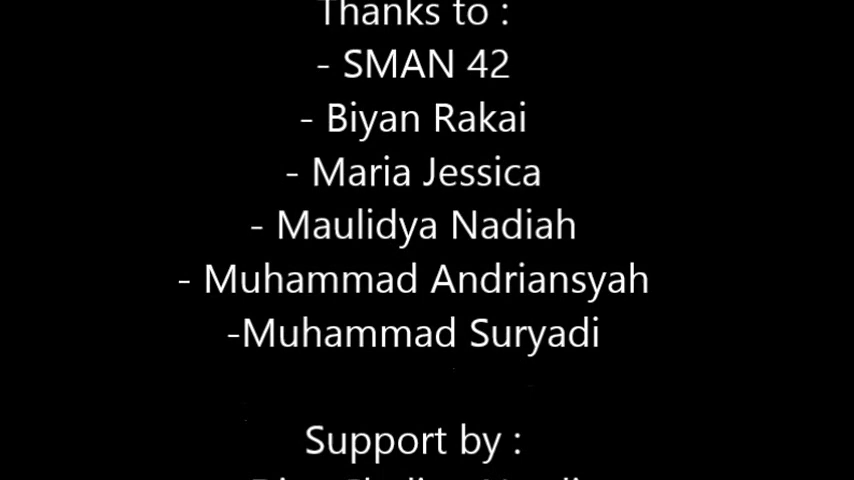 Thanks to :
- SMAN 42
- Biyan Rakai
- Maria Jessica
- Maulidya Nadiah
- Muhammad Andriansyah
-Muhammad Suryadi
Support by :